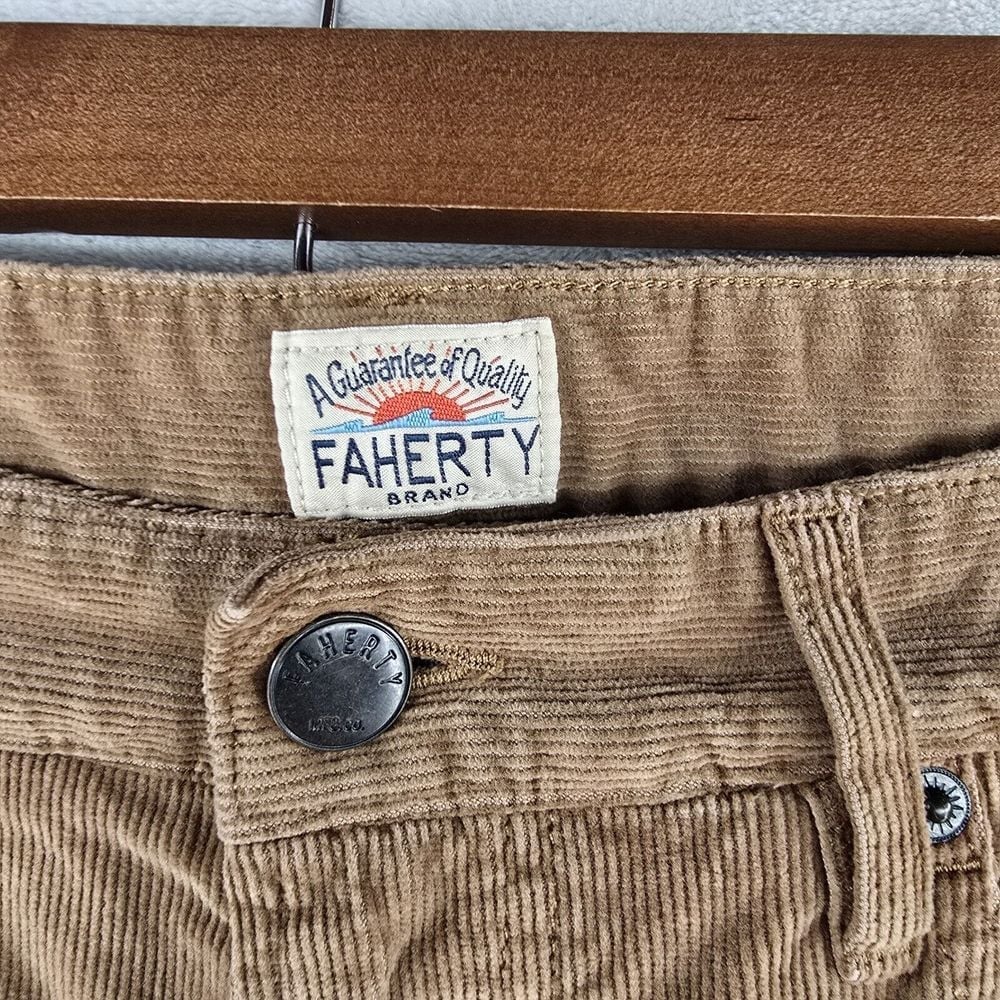 A Guarantee of Quality
FAHERTY
BRAND
FAHERTY
MFG. Co.